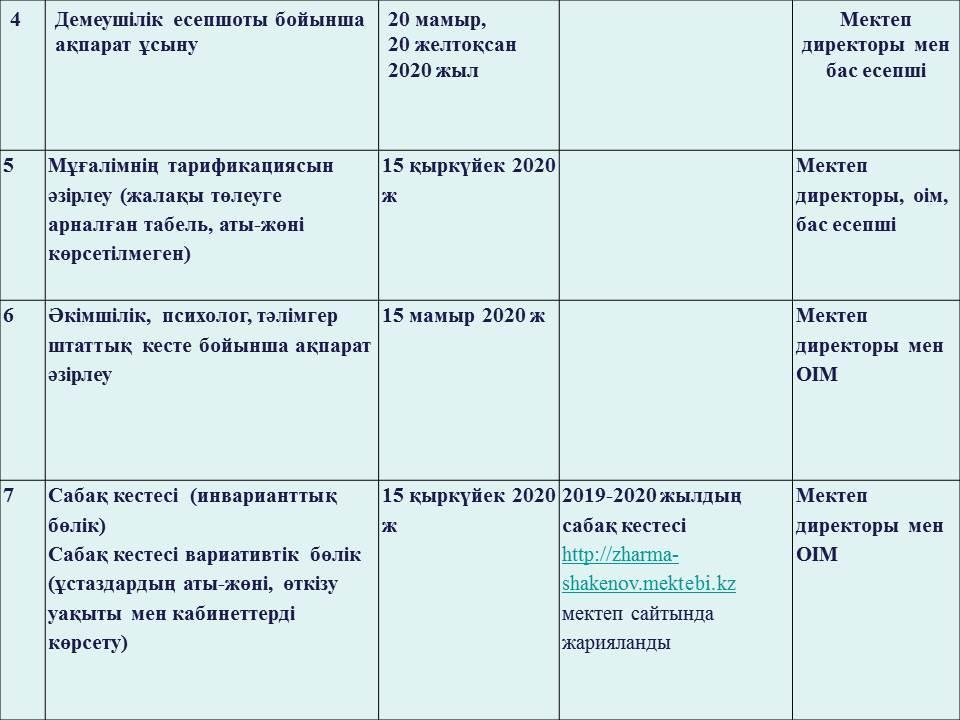 4
Демеушілік есепшоты бойынша
ақпарат ұсыну
20 мамыр,
20 желтоқсан
2020 жыл
Мектеп
директоры мен
бас есепші
5
Мұғалімнің тарификациясын
әзірлеу (жалақы төлеуге
арналған табель, аты-жөні
көрсетілмеген)
15 қыркүйек 2020
ж
Мектеп
директоры, оім,
бас есепші
6
Әкімшілік, психолог, тәлімгер
штаттық кесте бойынша ақпарат
әзірлеу
15 мамыр 2020 ж
Мектеп
директоры мен
ОІМ
7
Сабақ кестесі (инварианттық
бөлік)
Сабақ кестесі вариативтік бөлік
(ұстаздардың аты-жөні, өткізу
уақыты мен кабинеттерді
көрсету)
15 қыркүйек 2020
ж
2019-2020 жылдың
сабақ кестесі
http://zharma-
shakenov.mektebi.kz
мектеп сайтында
жарияланды
Мектеп
директоры мен
ОІМ